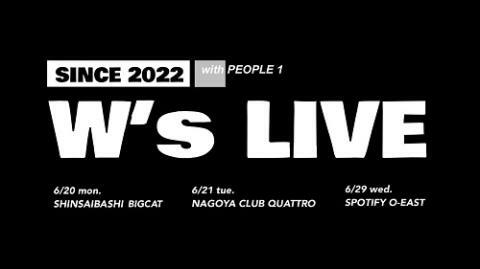 SINCE 2022 with PEOPLE 1
W's LIVE
6/20 mon. 6/21 tue. 6/29 wed.
SHINSAIBASHI BIGCAT NAGOYA CLUB QUATTRO SPOTIFY O-EAST